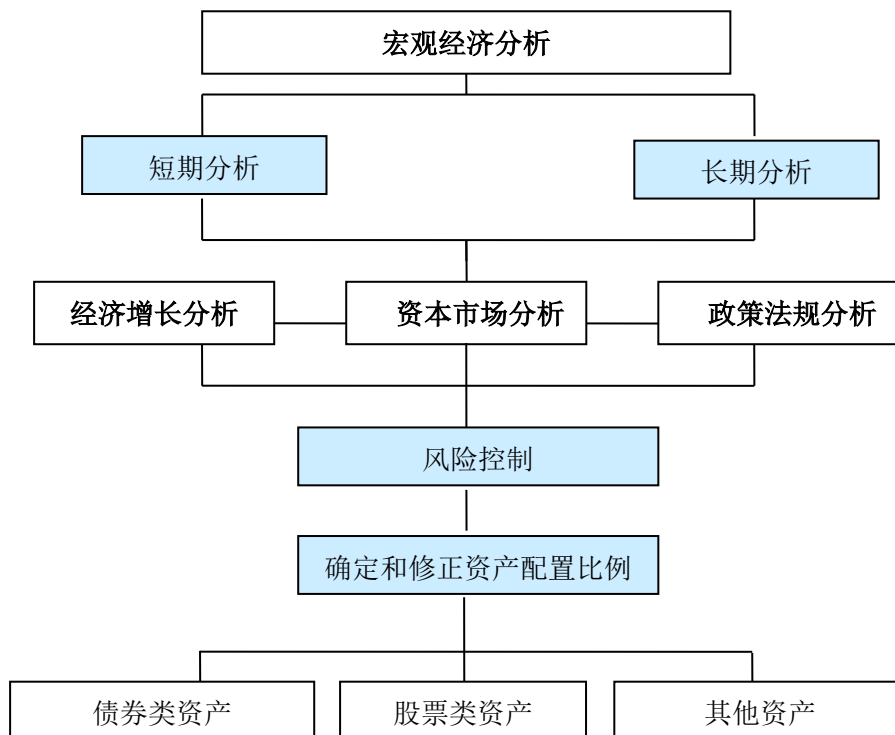 宏观经济分析
短期分析
长期分析
经济增长分析
资本市场分析
政策法规分析
风险控制
确定和修正资产配置比例
债券类资产
股票类资产
其他资产